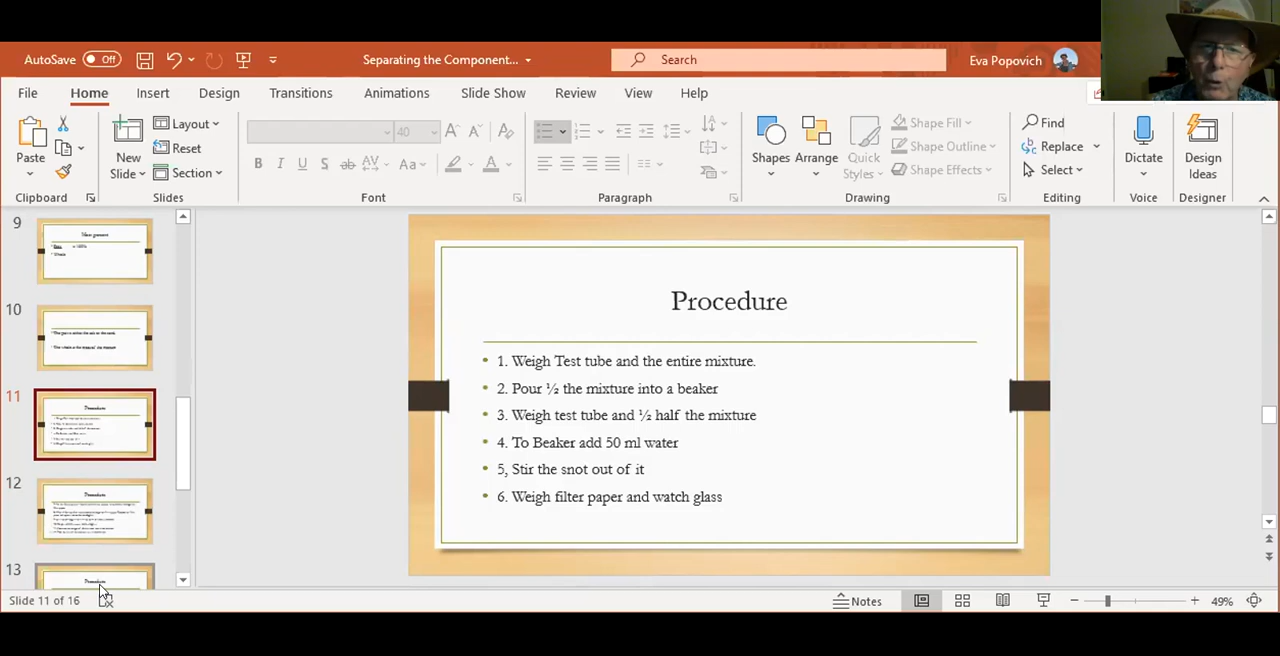 AutoSave Off Separating the Component... Search Eva Popovich
File Home Insert Design Transitions Animations Slide Show Review View Help
Paste New Slide Layout Reset Section 40 Aa Shapes Arrange Quick Styles Shape Fill Shape Outline Shape Effects Find Replace Select Dictate Design Ideas
Clipboard Slides Font Paragraph Drawing Editing Voice Designer
9
10
11
12
13
Procedure
Procedure
Procedure
Procedure
• 1. Weigh Test tube and the entire mixture.
• 2. Pour ½ the mixture into a beaker
• 3. Weigh test tube and ½ half the mixture
• 4. To Beaker add 50 ml water
• 5, Stir the snot out of it
• 6. Weigh filter paper and watch glass
Slide 11 of 16 Notes 49%